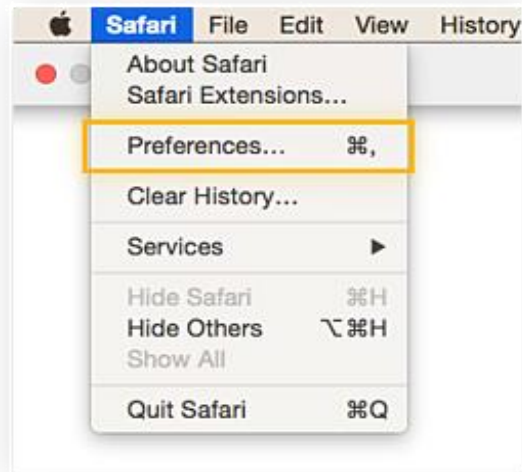 Safari File Edit View History
About Safari
Safari Extensions...
Preferences... ⌘,
Clear History...
Services ▶
Hide Safari ⌘H
Hide Others ⌥⌘H
Show All
Quit Safari ⌘Q